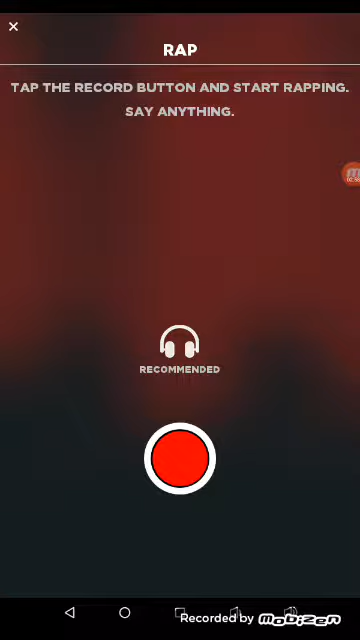 RAP
TAP THE RECORD BUTTON AND START RAPPING.
SAY ANYTHING.
RECOMMENDED
Recorded by mobizen